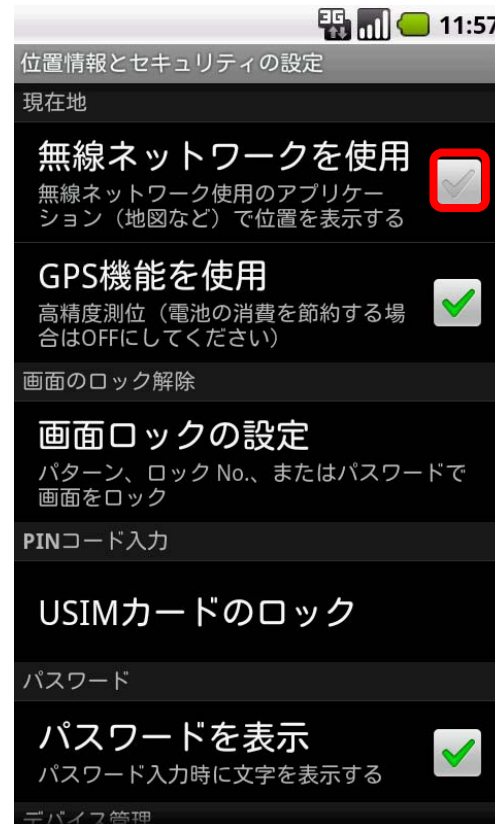 3G 11:57
位置情報とセキュリティの設定
現在地
無線ネットワークを使用
無線ネットワーク使用のアプリケー
ション（地図など）で位置を表示する
GPS機能を使用
高精度測位（電池の消費を節約する場
合はOFFにしてください）
画面のロック解除
画面ロックの設定
パターン、ロック No.、またはパスワードで
画面をロック
PINコード入力
USIMカードのロック
パスワード
パスワードを表示
パスワード入力時に文字を表示する
デバイス管理